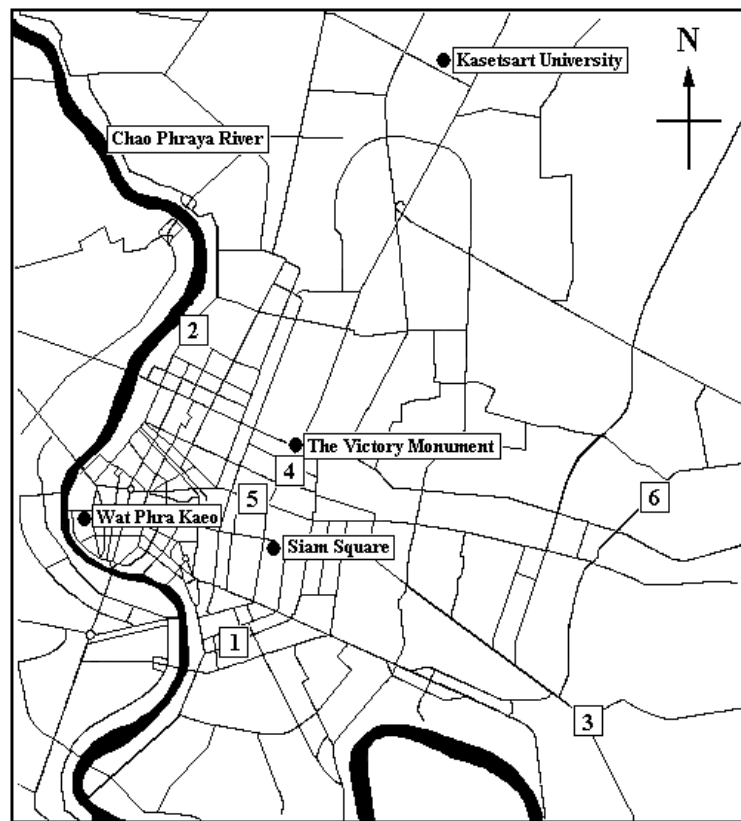 Kasetsart University
N
Chao Phraya River
2
The Victory Monument
4
5
6
Wat Phra Kaeo
Siam Square
1
3